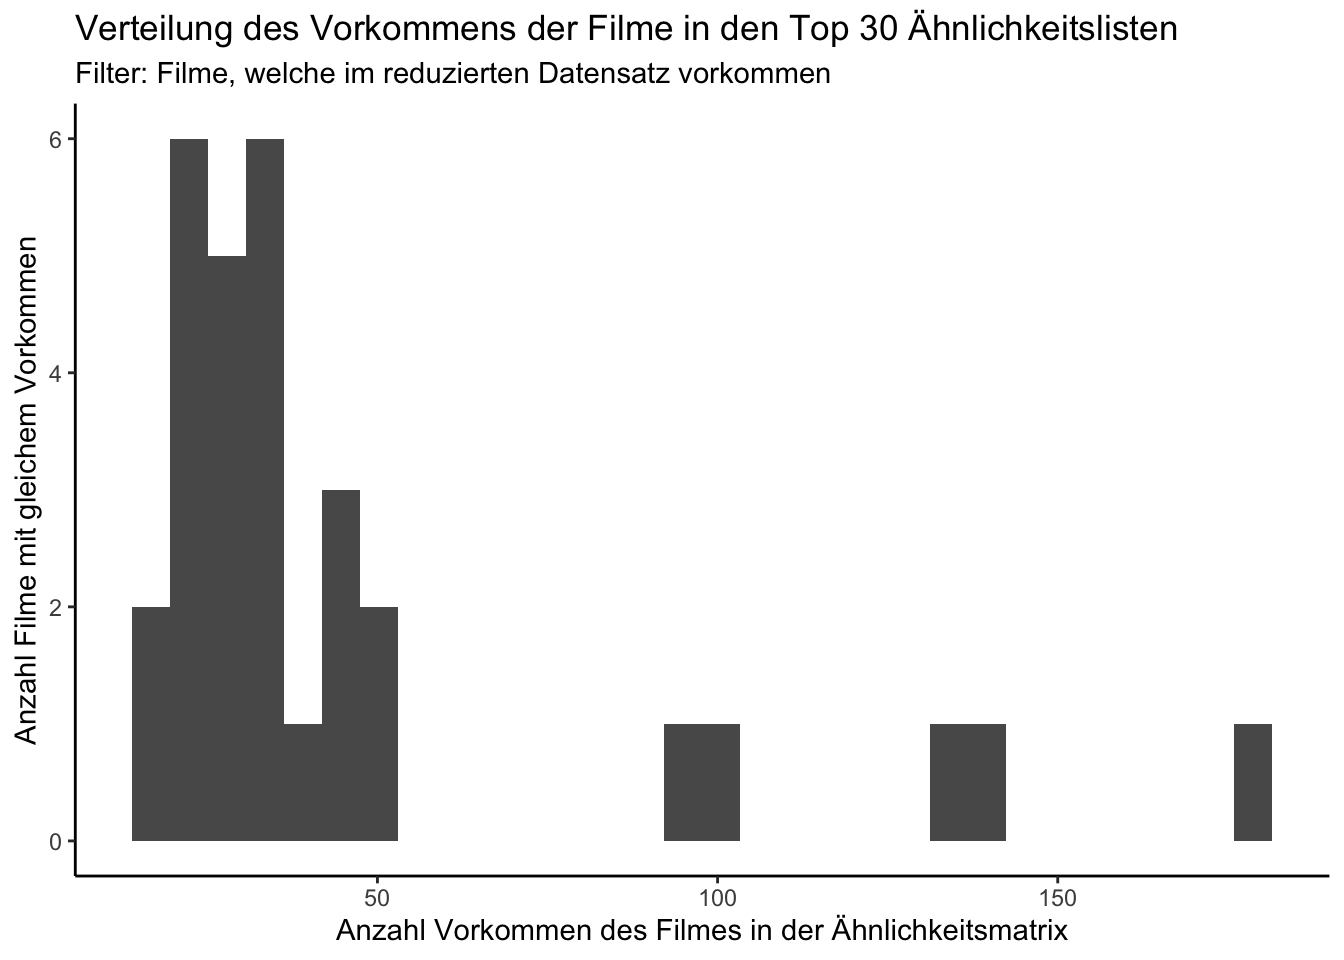 Verteilung des Vorkommens der Filme in den Top 30 Ähnlichkeitslisten
Filter: Filme, welche im reduzierten Datensatz vorkommen
Anzahl Filme mit gleichem Vorkommen
6
4
2
0
50 100 150
Anzahl Vorkommen des Filmes in der Ähnlichkeitsmatrix